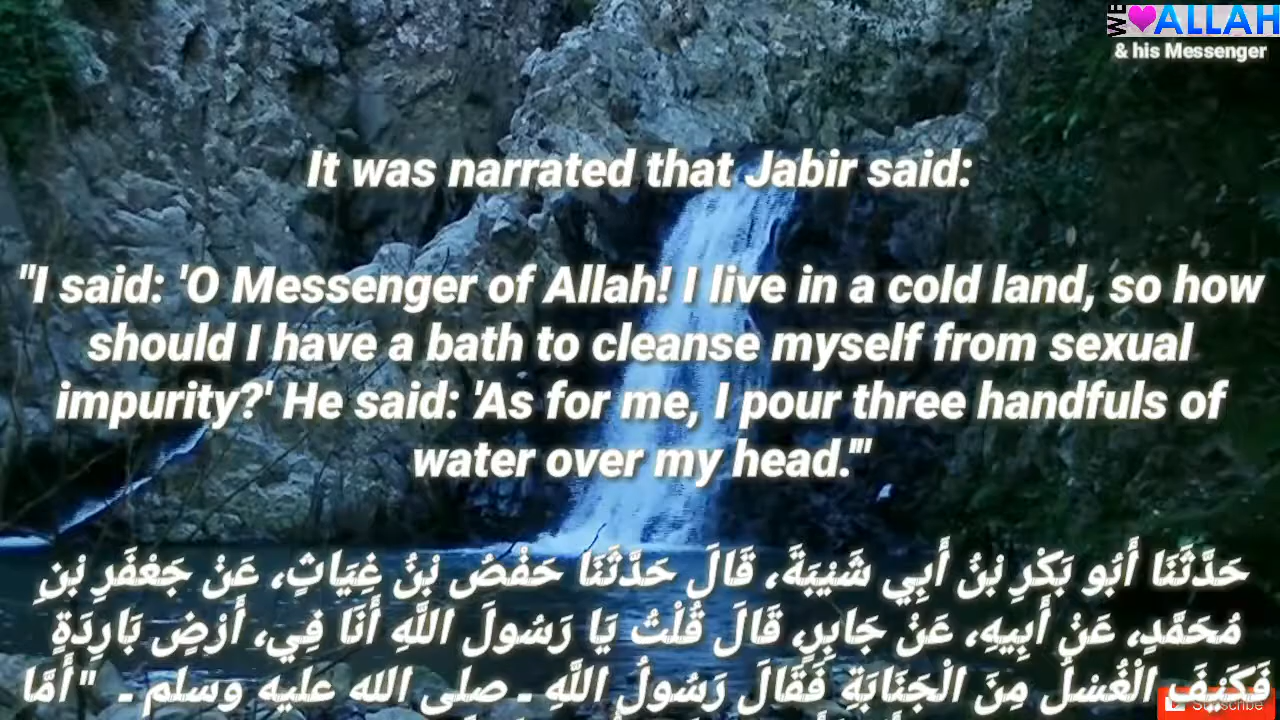 WE ❤ ALLAH
& his Messenger
It was narrated that Jabir said:
"I said: 'O Messenger of Allah! I live in a cold land, so how
should I have a bath to cleanse myself from sexual
impurity?' He said: 'As for me, I pour three handfuls of
water over my head.'"
حَدَّثَنَا أَبُو بَكْرِ بْنُ أَبِي شَيْبَةَ، قَالَ حَدَّثَنَا حَفْصُ بْنُ غِيَاثٍ، عَنْ جَعْفَرِ بْنِ
مُحَمَّدٍ، عَنْ أَبِيهِ، عَنْ جَابِرٍ، قَالَ قُلْتُ يَا رَسُولَ اللَّهِ أَنَا فِي، أَرْضٍ بَارِدَةٍ
فَكَيْفَ الْغُسْلُ مِنَ الْجَنَابَةِ فَقَالَ رَسُولُ اللَّهِ ـ صلى الله عليه وسلم ـ " أَمَّا
Subscribe